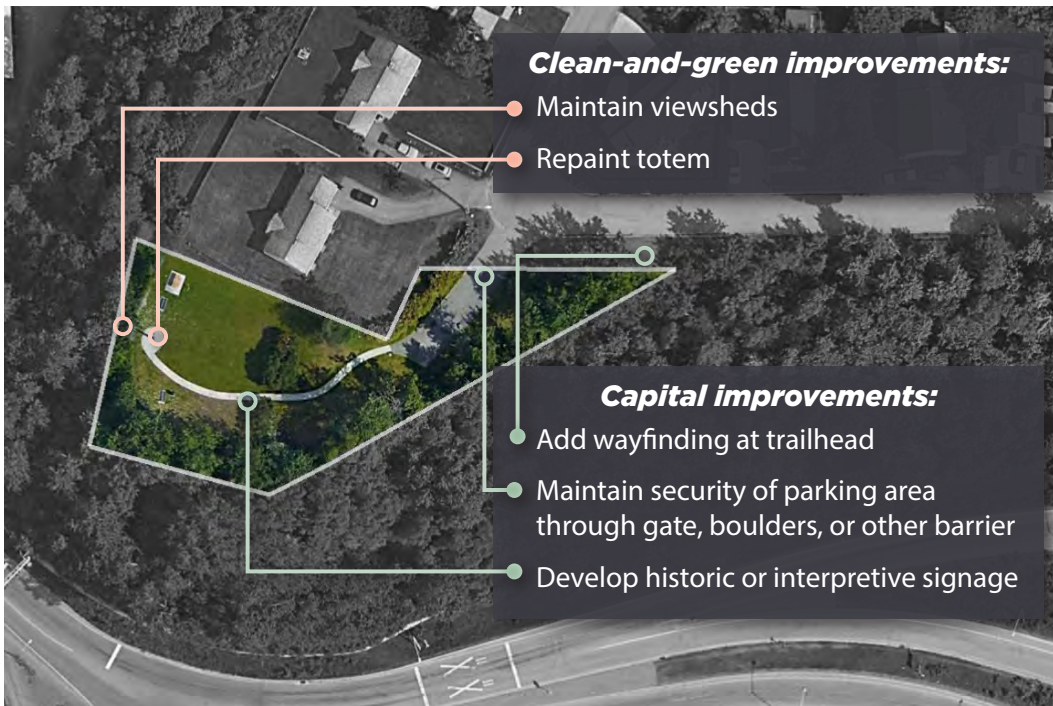 Clean-and-green improvements:
Maintain viewsheds
Repaint totem
Capital improvements:
Add wayfinding at trailhead
Maintain security of parking area
through gate, boulders, or other barrier
Develop historic or interpretive signage